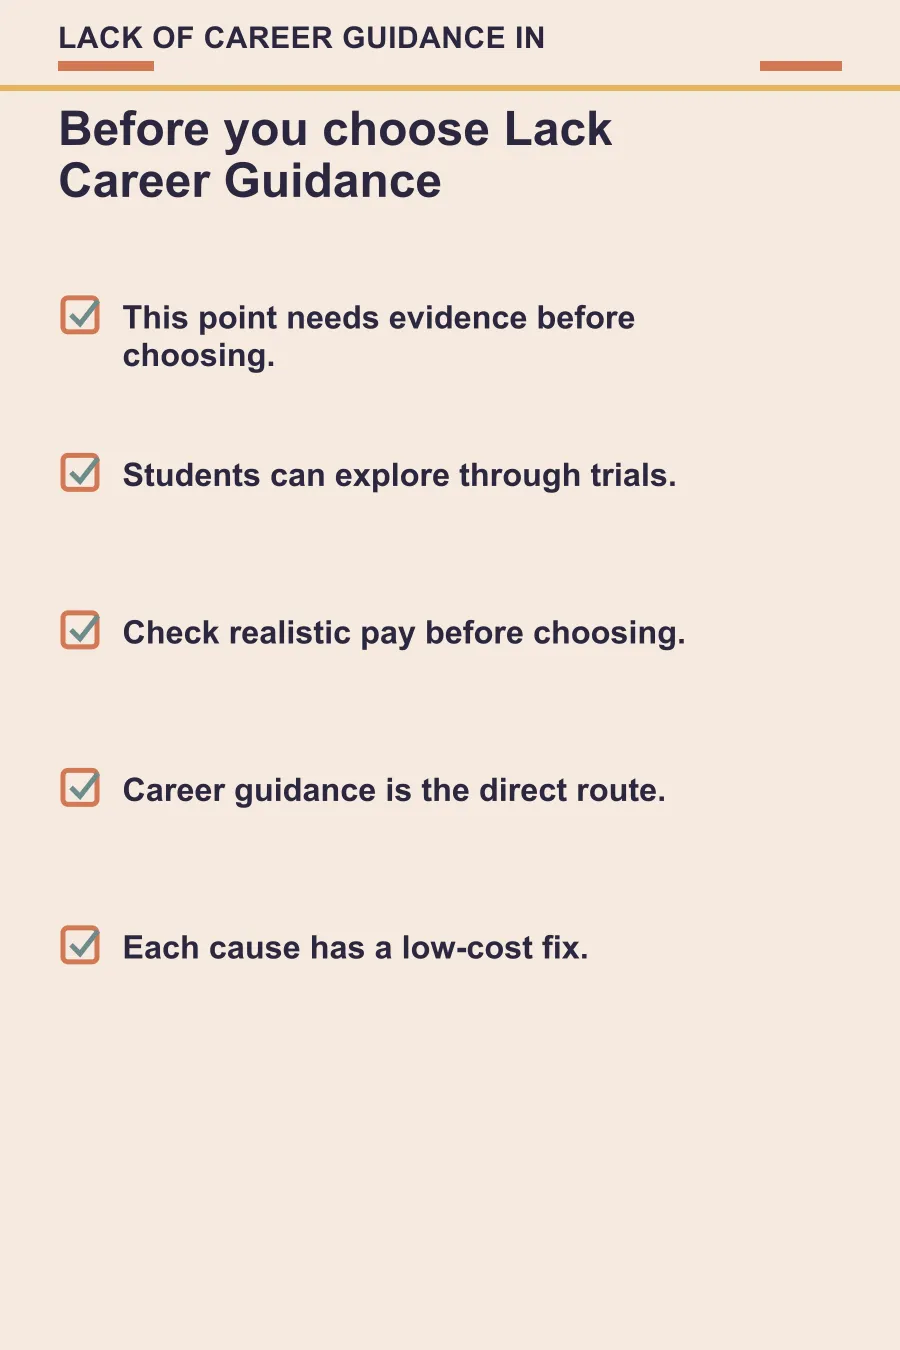 LACK OF CAREER GUIDANCE IN
Before you choose Lack
Career Guidance
This point needs evidence before
choosing.
Students can explore through trials.
Check realistic pay before choosing.
Career guidance is the direct route.
Each cause has a low-cost fix.